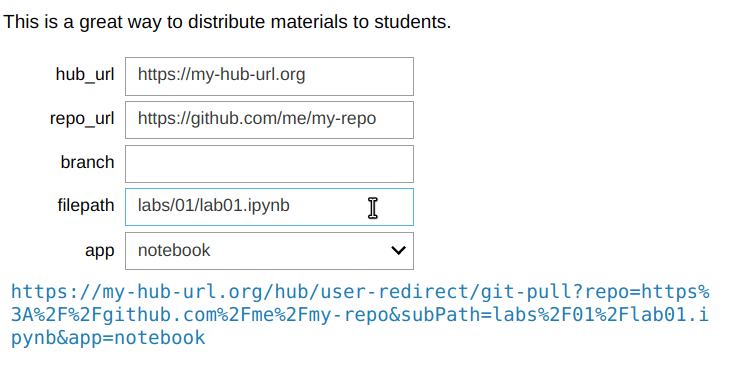 This is a great way to distribute materials to students.
hub_url https://my-hub-url.org
repo_url https://github.com/me/my-repo
branch
filepath labs/01/lab01.ipynb
app notebook
https://my-hub-url.org/hub/user-redirect/git-pull?repo=https%
3A%2F%2Fgithub.com%2Fme%2Fmy-repo&subPath=labs%2F01%2Flab01.i
pynb&app=notebook